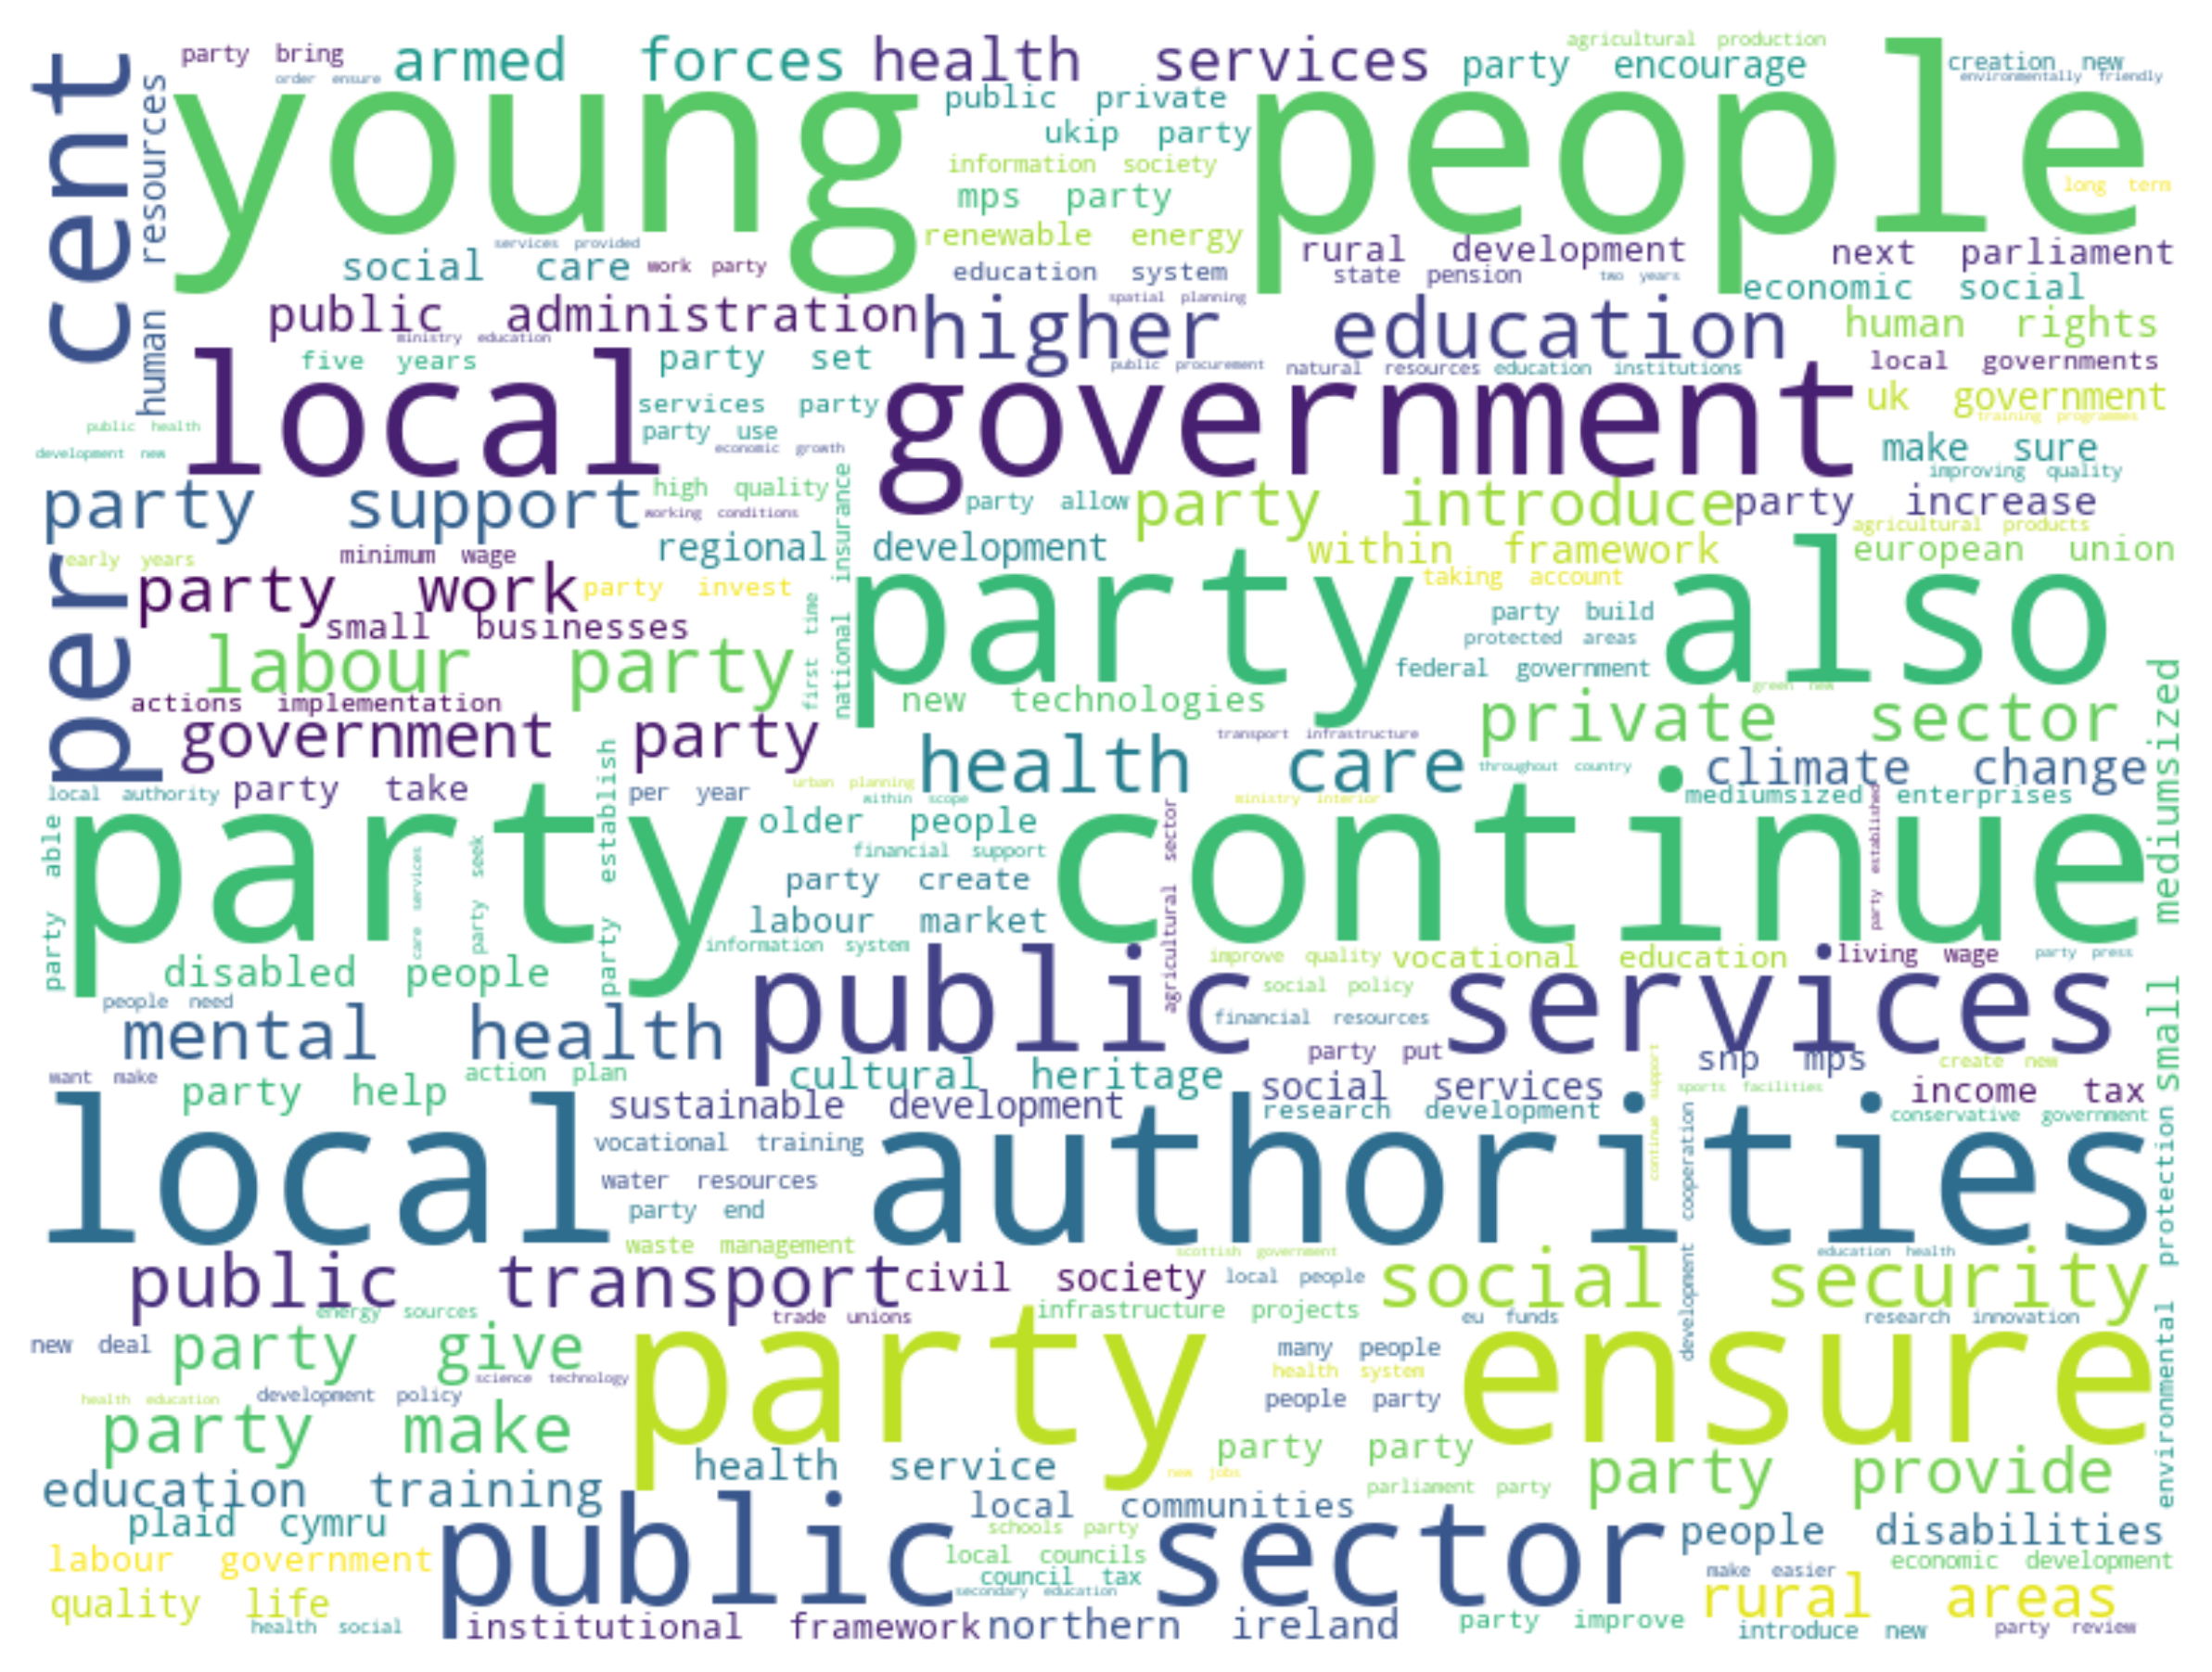 party bring
armed forces
health services
agricultural production
party encourage
creation new
environmentally friendly
order ensure
per cent
human resources
young people
public private
ukip party
information society
mps party
long term
renewable energy
services provided
social care
work party
education system
rural development
state pension
two years
next parliament
economic social
public administration
spatial planning
higher education
human rights
ministry education
five years
party set
public procurement
natural resources
education institutions
local governments
local government
services party
uk government
training programmes
public health
party use
economic growth
make sure
development new
improving quality
party support
high quality
working conditions
national insurance
party allow
party introduce
party increase
agricultural products
early years
minimum wage
regional development
within framework
european union
party work
party invest
taking account
party also
first time
small businesses
party build
protected areas
labour party
federal government
actions implementation
new technologies
green new
private sector
small mediumsized
government party
transport infrastructure
health care
throughout country
climate change
local authority
party take
party establish
per year
urban planning
within scope
ministry interior
mediumsized enterprises
party continue
party able
older people
agricultural sector
party established
care services
party seek
financial support
party create
labour market
information system
improve quality
vocational education
living wage
party press
disabled people
public services
social policy
people need
financial resources
mental health
party put
snp mps
create new
want make
action plan
cultural heritage
social services
continue support
sports facilities
income tax
party help
sustainable development
research development
conservative government
local authorities
vocational training
development cooperation
environmental protection
water resources
party end
waste management
scottish government
education health
public transport
civil society
local people
social security
energy sources
trade unions
infrastructure projects
eu funds
research innovation
new deal
party give
party ensure
many people
science technology
health system
health education
development policy
people party
party make
party party
health service
new jobs
party provide
education training
parliament party
local communities
plaid cymru
public sector
schools party
people disabilities
labour government
local councils
economic development
council tax
make easier
secondary education
quality life
rural areas
health social
institutional framework
northern ireland
party improve
introduce new
party review